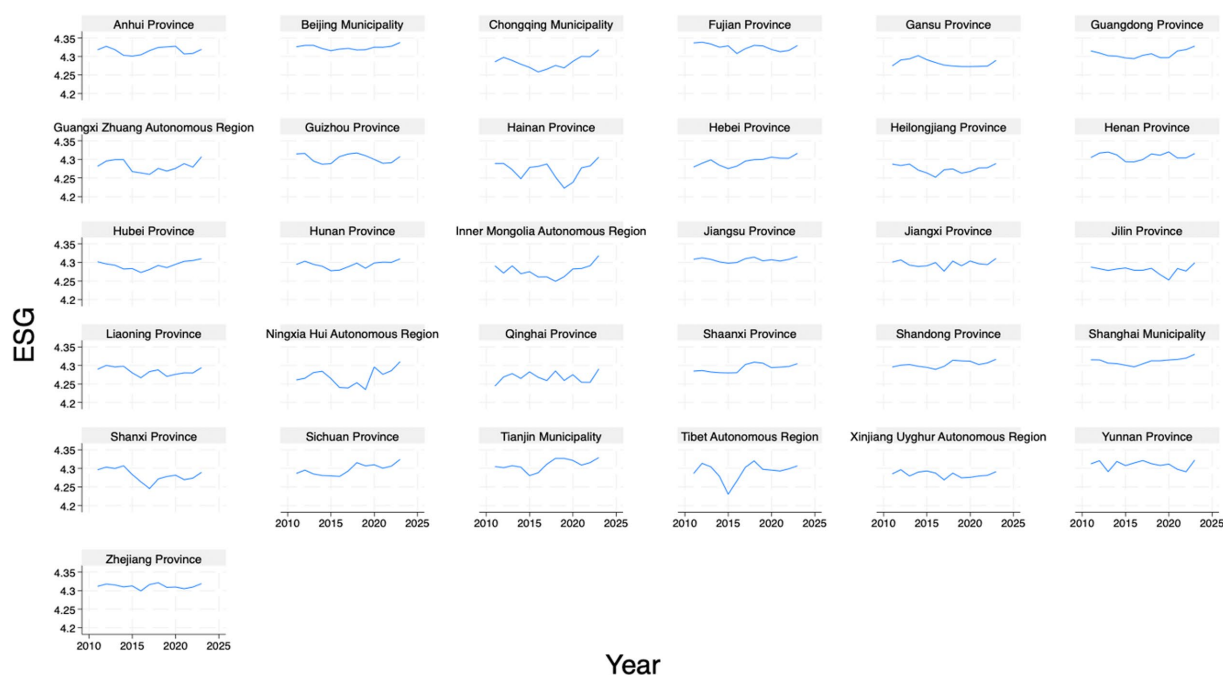 Anhui Province Beijing Municipality Chongqing Municipality Fujian Province Gansu Province Guangdong Province
4.35
4.3
4.25
4.2
Guangxi Zhuang Autonomous Region Guizhou Province Hainan Province Hebei Province Heilongjiang Province Henan Province
4.35
4.3
4.25
4.2
Hubei Province Hunan Province Inner Mongolia Autonomous Region Jiangsu Province Jiangxi Province Jilin Province
4.35
4.3
4.25
4.2
ESG
Liaoning Province Ningxia Hui Autonomous Region Qinghai Province Shaanxi Province Shandong Province Shanghai Municipality
4.35
4.3
4.25
4.2
Shanxi Province Sichuan Province Tianjin Municipality Tibet Autonomous Region Xinjiang Uyghur Autonomous Region Yunnan Province
4.35
4.3
4.25
4.2
2010 2015 2020 2025 2010 2015 2020 2025 2010 2015 2020 2025 2010 2015 2020 2025 2010 2015 2020 2025
Zhejiang Province
4.35
4.3
4.25
4.2
2010 2015 2020 2025
Year